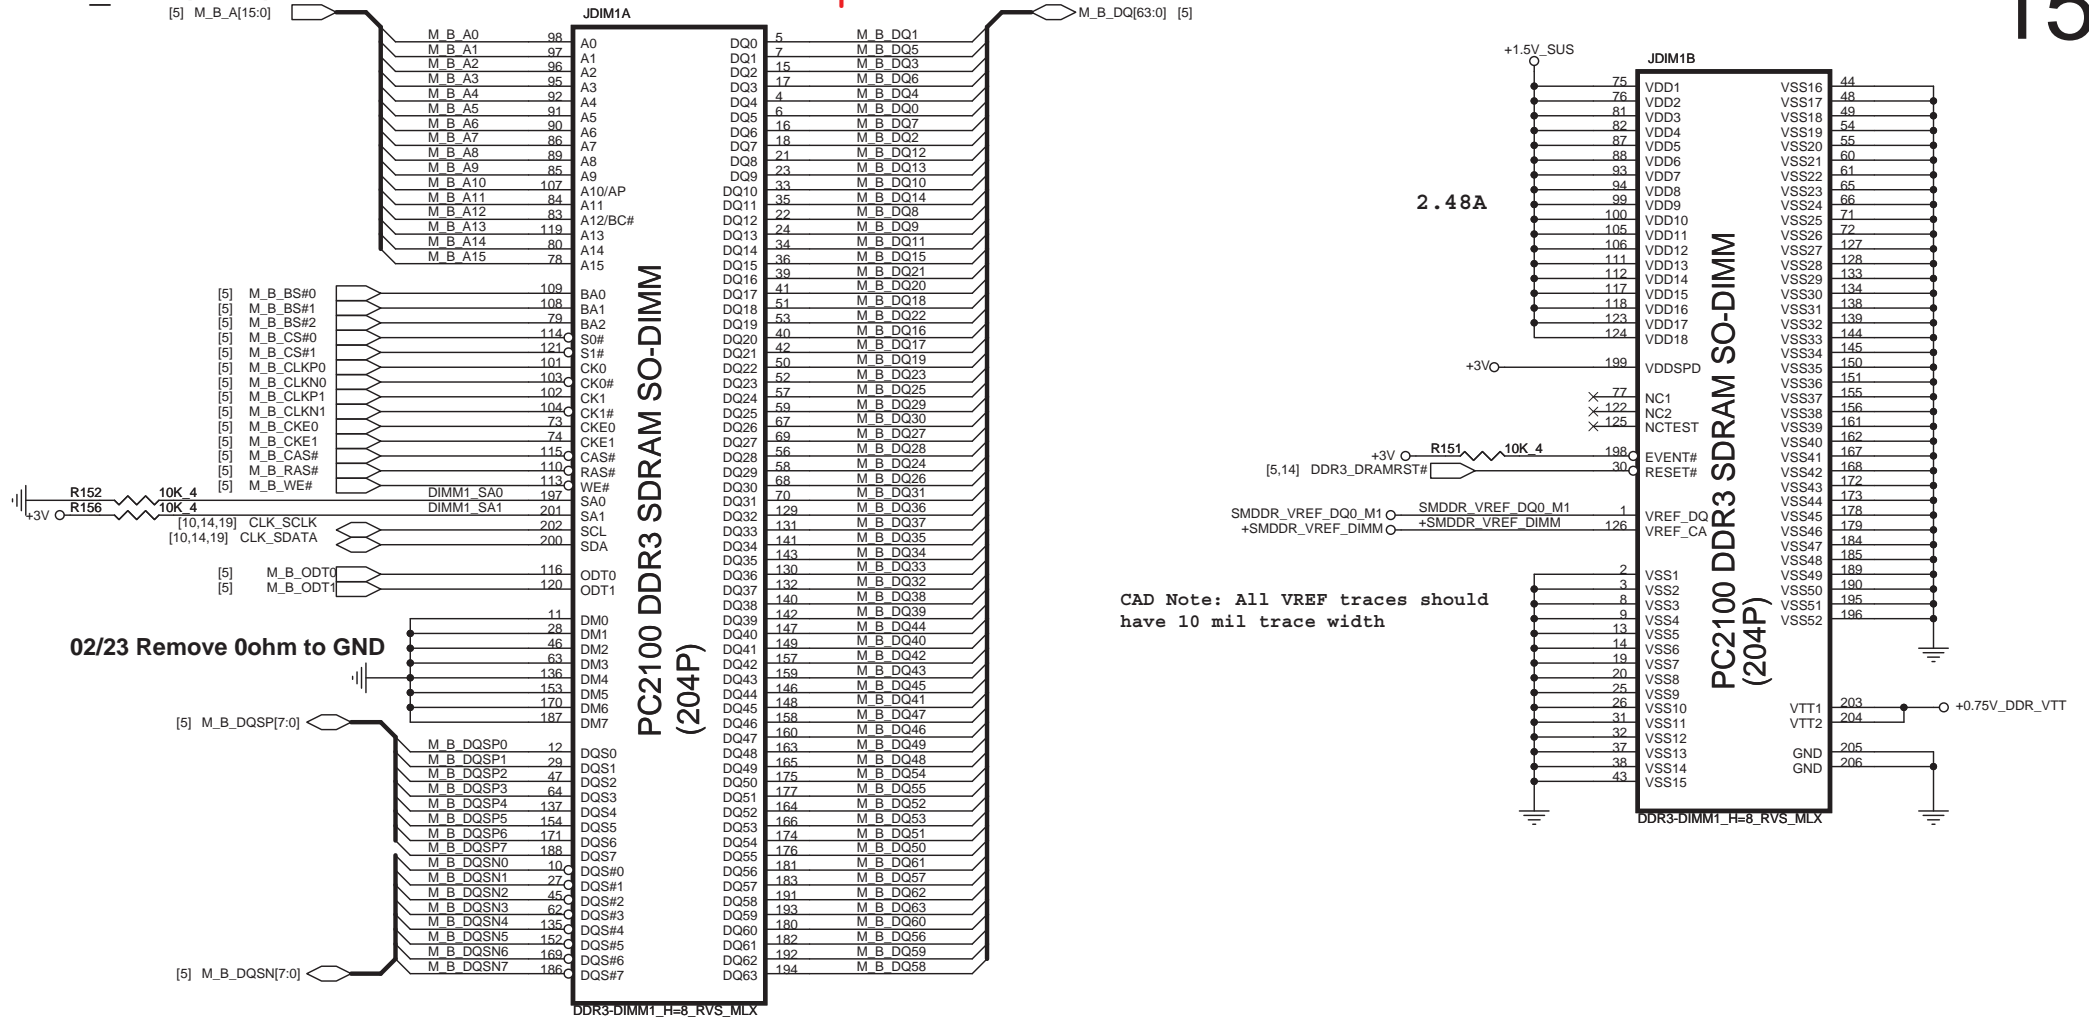 15
[5] M_B_A[15:0]
JDIM1A
M_B_DQ[63:0] [5]
M_B_A0 98 A0 DQ0 5 M_B_DQ1
M_B_A1 97 A1 DQ1 7 M_B_DQ5
M_B_A2 96 A2 DQ2 15 M_B_DQ3
M_B_A3 95 A3 DQ3 17 M_B_DQ6
M_B_A4 92 A4 DQ4 4 M_B_DQ4
M_B_A5 91 A5 DQ5 6 M_B_DQ0
M_B_A6 90 A6 DQ6 16 M_B_DQ7
M_B_A7 86 A7 DQ7 18 M_B_DQ2
M_B_A8 89 A8 DQ8 21 M_B_DQ12
M_B_A9 85 A9 DQ9 23 M_B_DQ13
M_B_A10 107 A10/AP DQ10 33 M_B_DQ10
M_B_A11 84 A11 DQ11 35 M_B_DQ14
M_B_A12 83 A12/BC# DQ12 22 M_B_DQ8
M_B_A13 119 A13 DQ13 24 M_B_DQ9
M_B_A14 80 A14 DQ14 34 M_B_DQ11
M_B_A15 78 A15 DQ15 36 M_B_DQ15
DQ16 39 M_B_DQ21
[5] M_B_BS#0 109 BA0 DQ17 41 M_B_DQ20
[5] M_B_BS#1 108 BA1 DQ18 51 M_B_DQ18
[5] M_B_BS#2 79 BA2 DQ19 53 M_B_DQ22
[5] M_B_CS#0 114 S0# DQ20 40 M_B_DQ16
[5] M_B_CS#1 121 S1# DQ21 42 M_B_DQ17
[5] M_B_CLKP0 101 CK0 DQ22 50 M_B_DQ19
[5] M_B_CLKN0 103 CK0# DQ23 52 M_B_DQ23
[5] M_B_CLKP1 102 CK1 DQ24 57 M_B_DQ25
[5] M_B_CLKN1 104 CK1# DQ25 59 M_B_DQ29
[5] M_B_CKE0 73 CKE0 DQ26 67 M_B_DQ30
[5] M_B_CKE1 74 CKE1 DQ27 69 M_B_DQ27
[5] M_B_CAS# 115 CAS# DQ28 56 M_B_DQ28
[5] M_B_RAS# 110 RAS# DQ29 58 M_B_DQ24
[5] M_B_WE# 113 WE# DQ30 68 M_B_DQ26
R152 10K_4 DIMM1_SA0 197 SA0 DQ31 70 M_B_DQ31
+3V R156 10K_4 DIMM1_SA1 201 SA1 DQ32 129 M_B_DQ36
[10,14,19] CLK_SCLK 202 SCL DQ33 131 M_B_DQ37
[10,14,19] CLK_SDATA 200 SDA DQ34 141 M_B_DQ35
DQ35 143 M_B_DQ34
[5] M_B_ODT0 116 ODT0 DQ36 130 M_B_DQ33
[5] M_B_ODT1 120 ODT1 DQ37 132 M_B_DQ32
DQ38 140 M_B_DQ38
11 DM0 DQ39 142 M_B_DQ39
28 DM1 DQ40 147 M_B_DQ44
46 DM2 DQ41 149 M_B_DQ40
63 DM3 DQ42 157 M_B_DQ42
136 DM4 DQ43 159 M_B_DQ43
153 DM5 DQ44 146 M_B_DQ45
170 DM6 DQ45 148 M_B_DQ41
187 DM7 DQ46 158 M_B_DQ47
DQ47 160 M_B_DQ46
02/23 Remove 0ohm to GND
[5] M_B_DQSP[7:0]
M_B_DQSP0 12 DQS0 DQ48 163 M_B_DQ49
M_B_DQSP1 29 DQS1 DQ49 165 M_B_DQ48
M_B_DQSP2 47 DQS2 DQ50 175 M_B_DQ54
M_B_DQSP3 64 DQS3 DQ51 177 M_B_DQ55
M_B_DQSP4 137 DQS4 DQ52 164 M_B_DQ52
M_B_DQSP5 154 DQS5 DQ53 166 M_B_DQ53
M_B_DQSP6 171 DQS6 DQ54 174 M_B_DQ51
M_B_DQSP7 188 DQS7 DQ55 176 M_B_DQ50
M_B_DQSN0 10 DQS#0 DQ56 181 M_B_DQ61
M_B_DQSN1 27 DQS#1 DQ57 183 M_B_DQ57
M_B_DQSN2 45 DQS#2 DQ58 191 M_B_DQ62
M_B_DQSN3 62 DQS#3 DQ59 193 M_B_DQ63
M_B_DQSN4 135 DQS#4 DQ60 180 M_B_DQ60
M_B_DQSN5 152 DQS#5 DQ61 182 M_B_DQ56
M_B_DQSN6 169 DQS#6 DQ62 192 M_B_DQ59
M_B_DQSN7 186 DQS#7 DQ63 194 M_B_DQ58
[5] M_B_DQSN[7:0]
PC2100 DDR3 SDRAM SO-DIMM
(204P)
DDR3-DIMM1_H=8_RVS_MLX
+1.5V_SUS
JDIM1B
75 VDD1 VSS16 44
76 VDD2 VSS17 48
81 VDD3 VSS18 49
82 VDD4 VSS19 54
87 VDD5 VSS20 55
88 VDD6 VSS21 60
93 VDD7 VSS22 61
94 VDD8 VSS23 65
99 VDD9 VSS24 66
100 VDD10 VSS25 71
105 VDD11 VSS26 72
106 VDD12 VSS27 127
111 VDD13 VSS28 128
112 VDD14 VSS29 133
117 VDD15 VSS30 134
118 VDD16 VSS31 138
123 VDD17 VSS32 139
124 VDD18 VSS33 144
2.48A
VSS34 145
+3V 199 VDDSPD VSS35 150
VSS36 151
77 NC1 VSS37 155
122 NC2 VSS38 156
125 NCTEST VSS39 161
VSS40 162
+3V R151 10K_4 198 EVENT# VSS41 167
[5,14] DDR3_DRAMRST# 30 RESET# VSS42 168
VSS43 172
VSS44 173
SMDDR_VREF_DQ0_M1 SMDDR_VREF_DQ0_M1 1 VREF_DQ VSS45 178
+SMDDR_VREF_DIMM +SMDDR_VREF_DIMM 126 VREF_CA VSS46 179
VSS47 184
VSS48 185
2 VSS1 VSS49 189
3 VSS2 VSS50 190
8 VSS3 VSS51 195
9 VSS4 VSS52 196
13 VSS5
14 VSS6
19 VSS7
20 VSS8
25 VSS9
26 VSS10 VTT1 203 +0.75V_DDR_VTT
31 VSS11 VTT2 204
32 VSS12
37 VSS13 GND 205
38 VSS14 GND 206
43 VSS15
CAD Note: All VREF traces should
have 10 mil trace width
PC2100 DDR3 SDRAM SO-DIMM
(204P)
DDR3-DIMM1_H=8_RVS_MLX